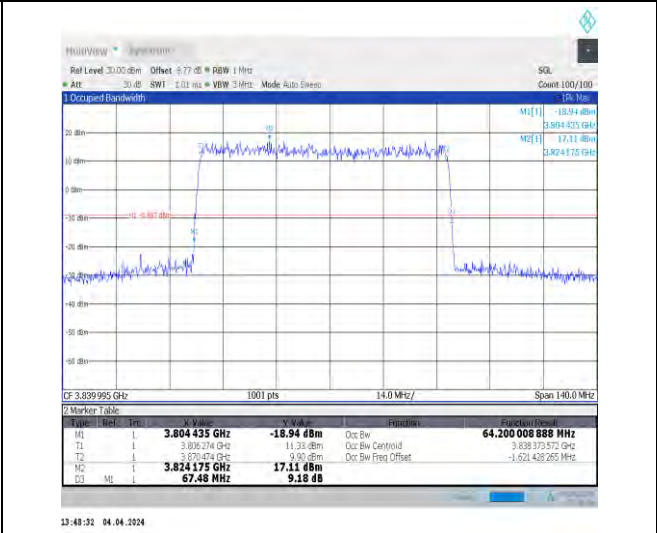 MultiView Spectrum
Ref Level 30.00 dBm Offset 9.77 dB RBW 1 MHz SGL
Att 30 dB SWT 1.01 ms VBW 3 MHz Mode Auto Sweep Count 100/100
1 Occupied Bandwidth 1Pk Max
M1[1] -18.94 dBm
3.804 435 GHz
M2[1] 17.11 dBm
3.824 175 GHz
20 dBm
M2
10 dBm
0 dBm
-10 dBm
M1
-20 dBm
-30 dBm
-40 dBm
-50 dBm
-60 dBm
CF 3.839 995 GHz 1001 pts 14.0 MHz/ Span 140.0 MHz
2 Marker Table
Type Ref Trc X-Value Y-Value Function Function Result
M1 1 3.804 435 GHz -18.94 dBm Occ Bw 64.200 008 888 MHz
T1 1 3.806 274 GHz 11.33 dBm Occ Bw Centroid 3.838 373 572 GHz
T2 1 3.870 474 GHz 9.90 dBm Occ Bw Freq Offset -1.621 428 265 MHz
M2 1 3.824 175 GHz 17.11 dBm
D3 M1 1 67.48 MHz 9.18 dB
13:48:32 04.04.2024